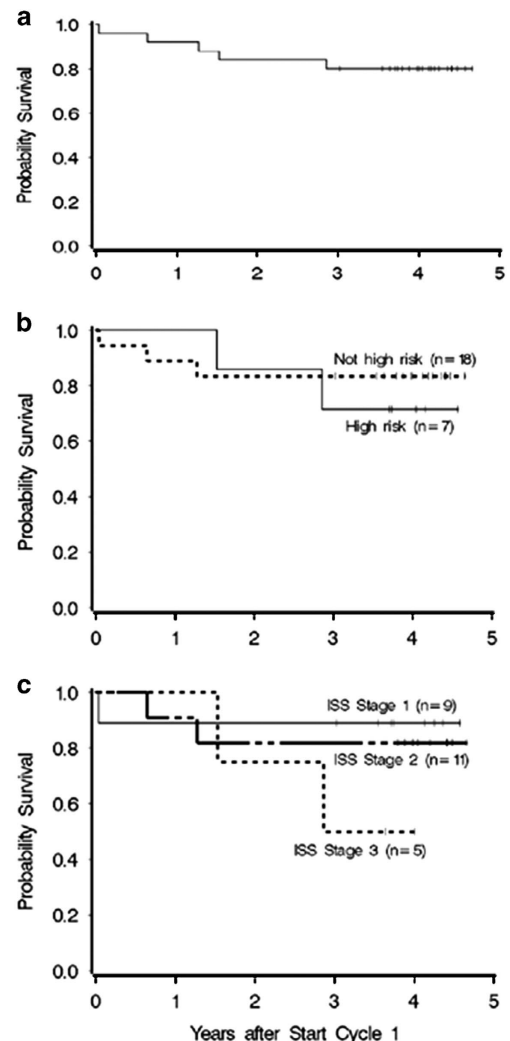 a
1.0
0.8
0.6
0.4
0.2
0.0
Probability Survival
0 1 2 3 4 5
b
1.0
0.8
0.6
0.4
0.2
0.0
Probability Survival
Not high risk (n=18)
High risk (n=7)
0 1 2 3 4 5
c
1.0
0.8
0.6
0.4
0.2
0.0
Probability Survival
ISS Stage 1 (n=9)
ISS Stage 2 (n=11)
ISS Stage 3 (n=5)
0 1 2 3 4 5
Years after Start Cycle 1